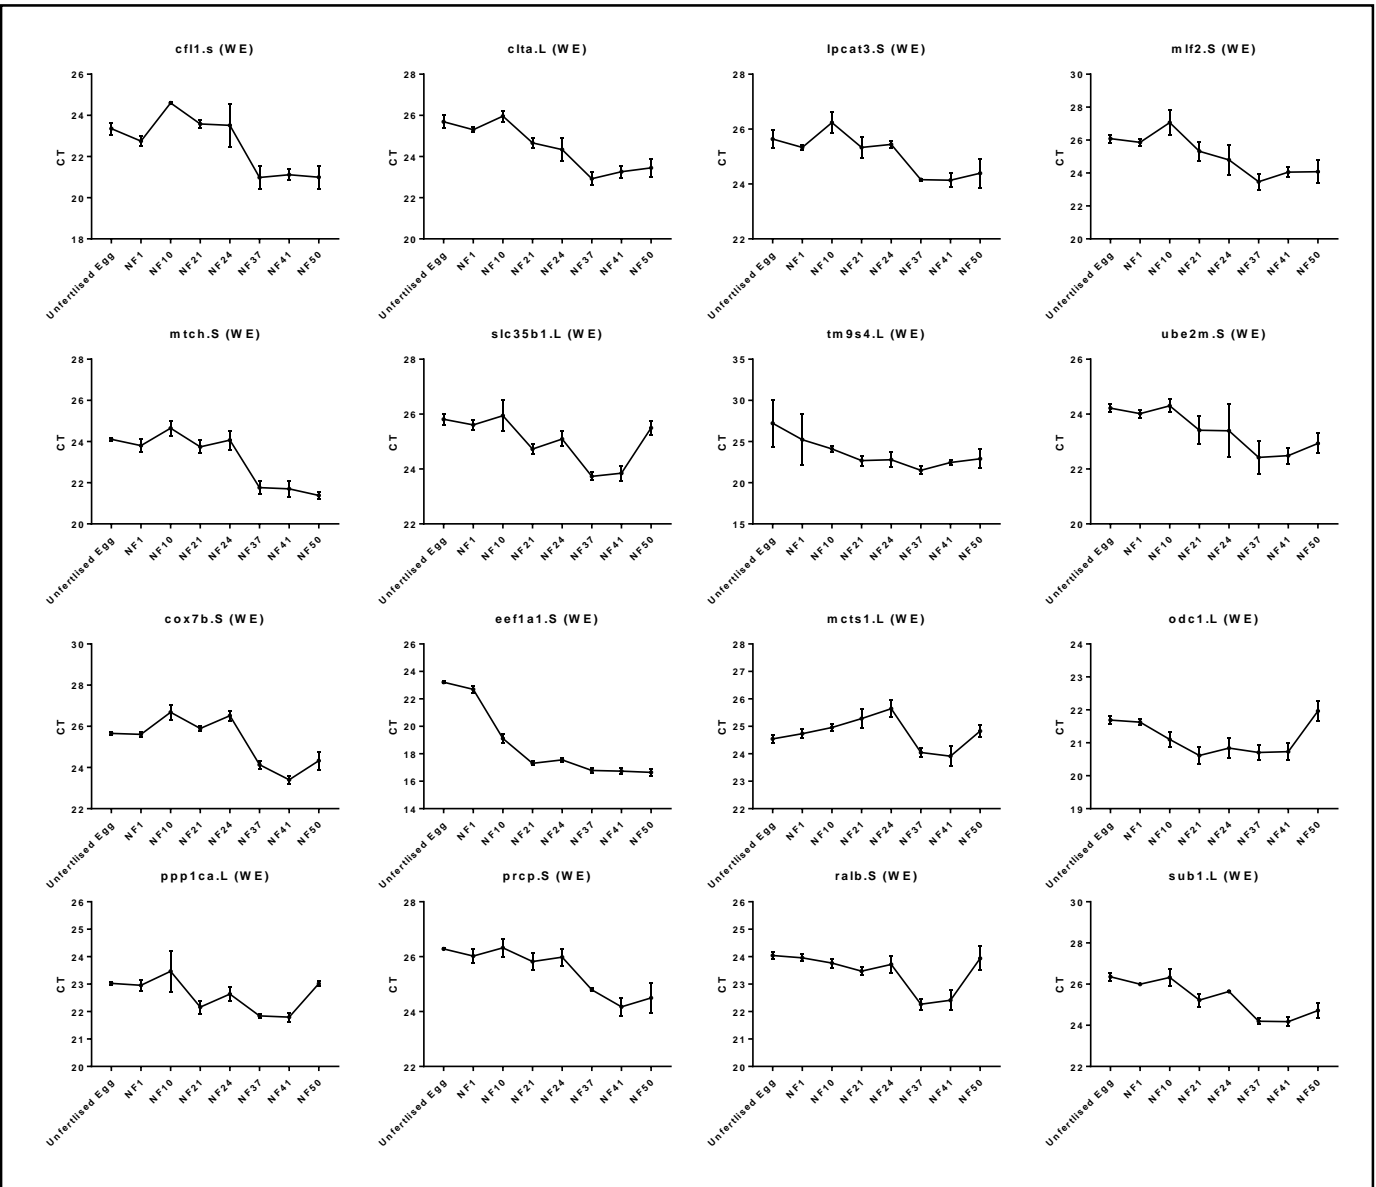 cfl1.s (WE)
26
24
22
20
18
CT
Unfertlised Egg NF1 NF10 NF21 NF24 NF37 NF41 NF50
clta.L (WE)
28
26
24
22
20
CT
Unfertlised Egg NF1 NF10 NF21 NF24 NF37 NF41 NF50
lpcat3.S (WE)
28
26
24
22
CT
Unfertlised Egg NF1 NF10 NF21 NF24 NF37 NF41 NF50
mlf2.S (WE)
30
28
26
24
22
20
CT
Unfertlised Egg NF1 NF10 NF21 NF24 NF37 NF41 NF50
mtch.S (WE)
28
26
24
22
20
CT
Unfertlised Egg NF1 NF10 NF21 NF24 NF37 NF41 NF50
slc35b1.L (WE)
28
26
24
22
CT
Unfertlised Egg NF1 NF10 NF21 NF24 NF37 NF41 NF50
tm9s4.L (WE)
35
30
25
20
15
CT
Unfertlised Egg NF1 NF10 NF21 NF24 NF37 NF41 NF50
ube2m.S (WE)
26
24
22
20
CT
Unfertlised Egg NF1 NF10 NF21 NF24 NF37 NF41 NF50
cox7b.S (WE)
30
28
26
24
22
CT
Unfertlised Egg NF1 NF10 NF21 NF24 NF37 NF41 NF50
eef1a1.S (WE)
26
24
22
20
18
16
14
CT
Unfertlised Egg NF1 NF10 NF21 NF24 NF37 NF41 NF50
mcts1.L (WE)
28
27
26
25
24
23
22
CT
Unfertlised Egg NF1 NF10 NF21 NF24 NF37 NF41 NF50
odc1.L (WE)
24
23
22
21
20
19
CT
Unfertlised Egg NF1 NF10 NF21 NF24 NF37 NF41 NF50
ppp1ca.L (WE)
26
25
24
23
22
21
20
CT
Unfertlised Egg NF1 NF10 NF21 NF24 NF37 NF41 NF50
prcp.S (WE)
28
26
24
22
CT
Unfertlised Egg NF1 NF10 NF21 NF24 NF37 NF41 NF50
ralb.S (WE)
26
25
24
23
22
21
20
CT
Unfertlised Egg NF1 NF10 NF21 NF24 NF37 NF41 NF50
sub1.L (WE)
30
28
26
24
22
CT
Unfertlised Egg NF1 NF10 NF21 NF24 NF37 NF41 NF50